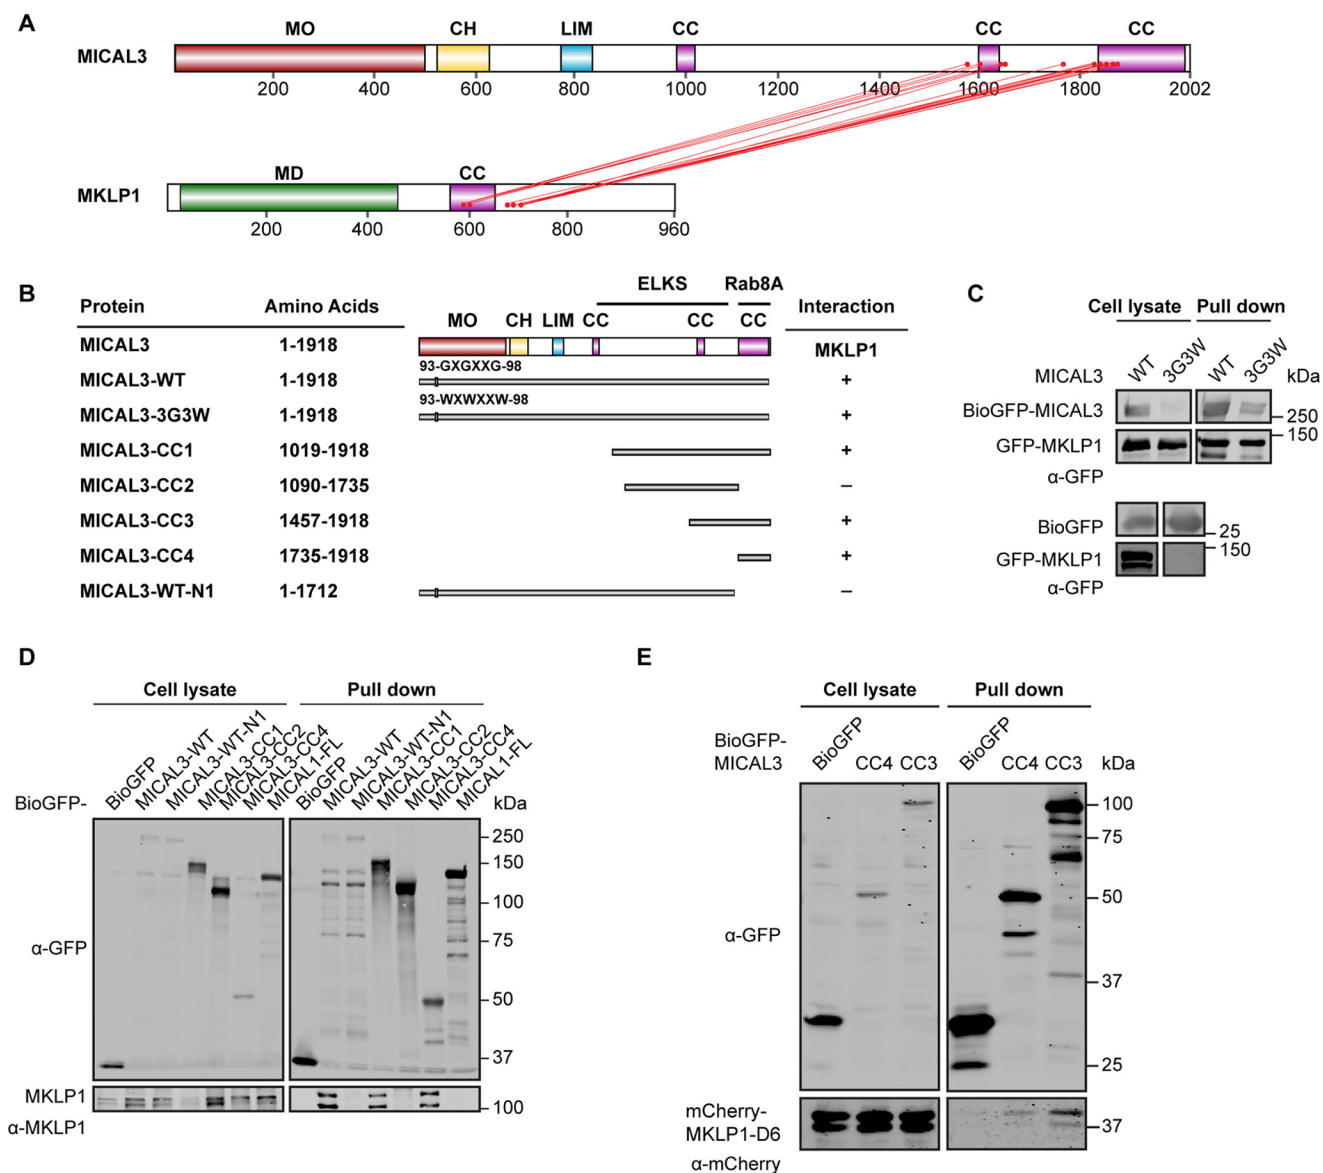 A
MO CH LIM CC CC CC
MICAL3
200 400 600 800 1000 1200 1400 1600 1800 2002
MD CC
MKLP1
200 400 600 800 960
B
ELKS Rab8A
Protein Amino Acids Interaction
MO CH LIM CC CC CC
MICAL3 1-1918 MKLP1
93-GXGXXG-98
MICAL3-WT 1-1918 +
93-WXWXXW-98
MICAL3-3G3W 1-1918 +
MICAL3-CC1 1019-1918 +
MICAL3-CC2 1090-1735 –
MICAL3-CC3 1457-1918 +
MICAL3-CC4 1735-1918 +
MICAL3-WT-N1 1-1712 –
C
Cell lysate Pull down
MICAL3 WT 3G3W WT 3G3W kDa
BioGFP-MICAL3 250
150
GFP-MKLP1
α-GFP
BioGFP 25
150
GFP-MKLP1
α-GFP
D
Cell lysate Pull down
BioGFP- BioGFP MICAL3-WT MICAL3-WT-N1 MICAL3-CC1 MICAL3-CC2 MICAL3-CC4 MICAL1-FL BioGFP MICAL3-WT MICAL3-WT-N1 MICAL3-CC1 MICAL3-CC2 MICAL3-CC4 MICAL1-FL kDa
250
150
100
α-GFP 75
50
37
MKLP1 100
α-MKLP1
E
Cell lysate Pull down
BioGFP-
MICAL3 BioGFP CC4 CC3 BioGFP CC4 CC3 kDa
100
75
50
α-GFP
37
25
mCherry-
MKLP1-D6 37
α-mCherry